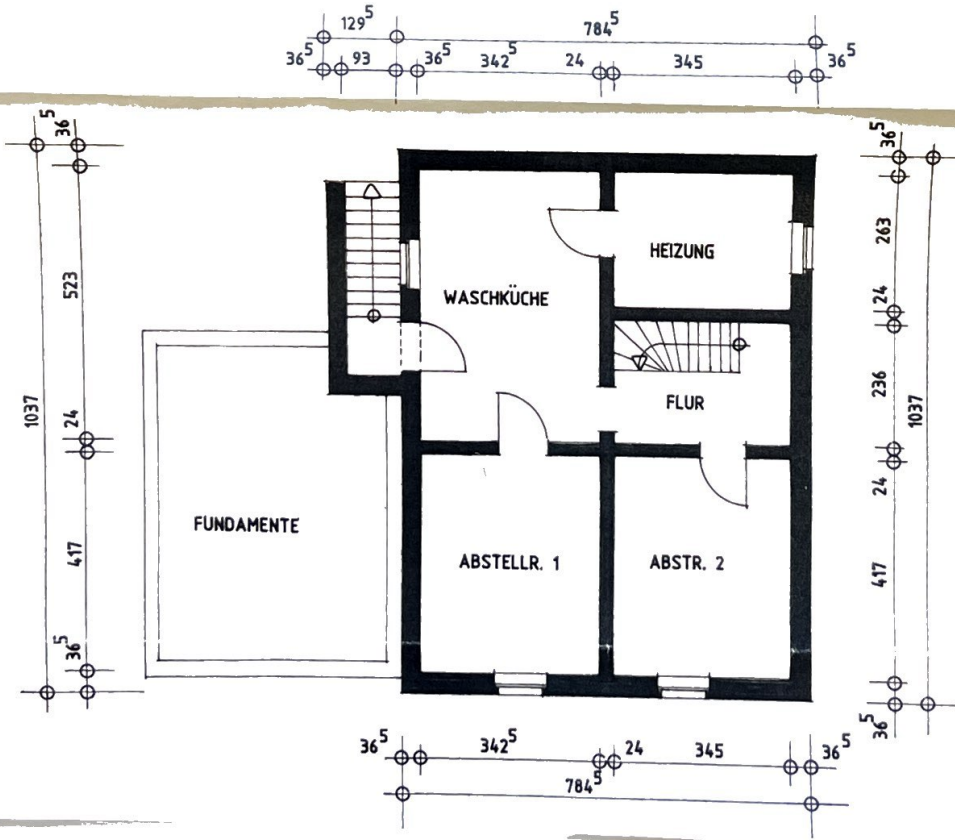 129⁵ 784⁵
36⁵ 93 36⁵ 342⁵ 24 345 36⁵
36⁵
523
24
417
36⁵
1037
HEIZUNG
WASCHKÜCHE
FLUR
FUNDAMENTE
ABSTELLR. 1
ABSTR. 2
36⁵
263
24
236
24
417
36⁵
1037
36⁵ 342⁵ 24 345 36⁵
784⁵